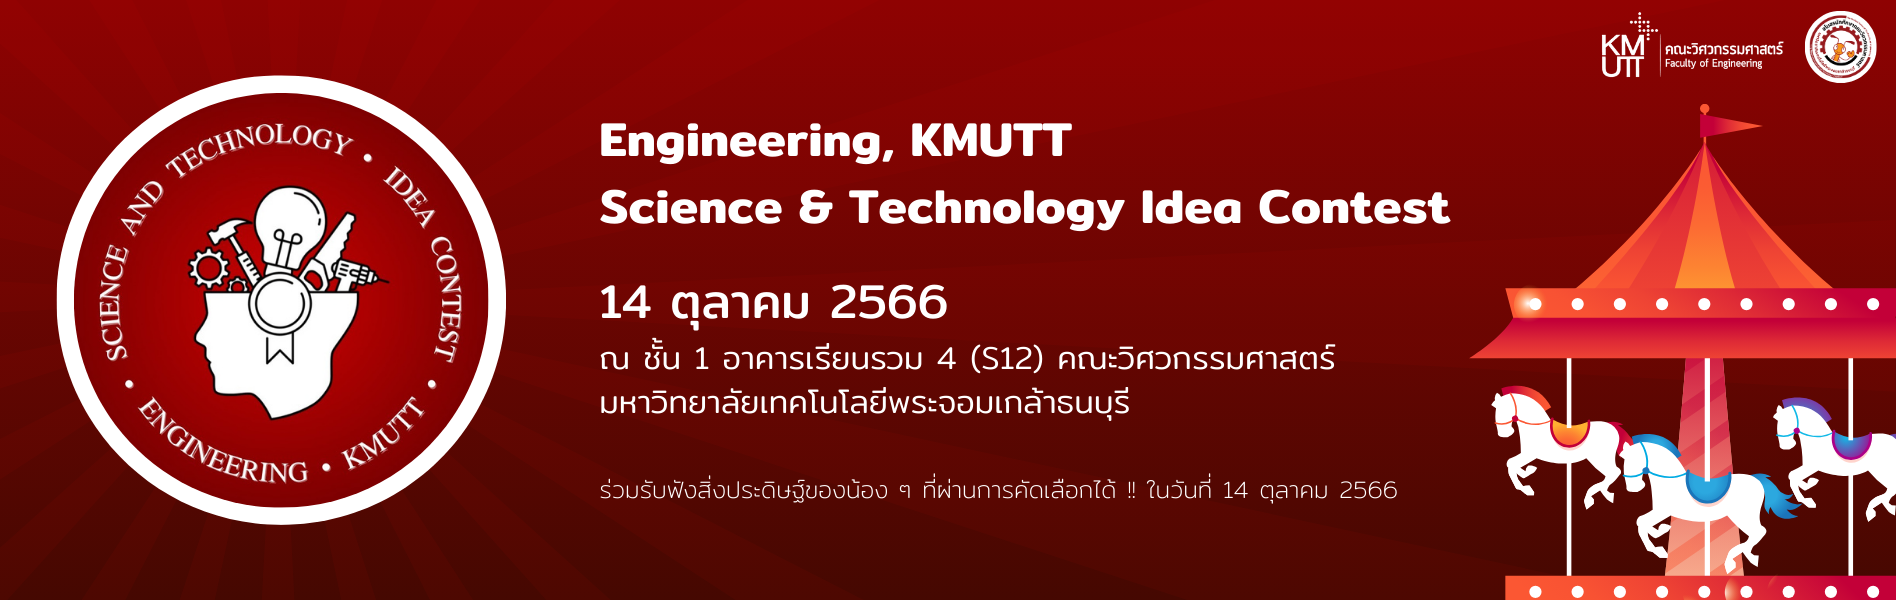 KMUTT
คณะวิศวกรรมศาสตร์
Faculty of Engineering
SCIENCE AND TECHNOLOGY • IDEA CONTEST • ENGINEERING • KMUTT •
Engineering, KMUTT
Science & Technology Idea Contest
14 ตุลาคม 2566
ณ ชั้น 1 อาคารเรียนรวม 4 (S12) คณะวิศวกรรมศาสตร์
มหาวิทยาลัยเทคโนโลยีพระจอมเกล้าธนบุรี
ร่วมรับฟังสิ่งประดิษฐ์ของน้อง ๆ ที่ผ่านการคัดเลือกได้ !! ในวันที่ 14 ตุลาคม 2566